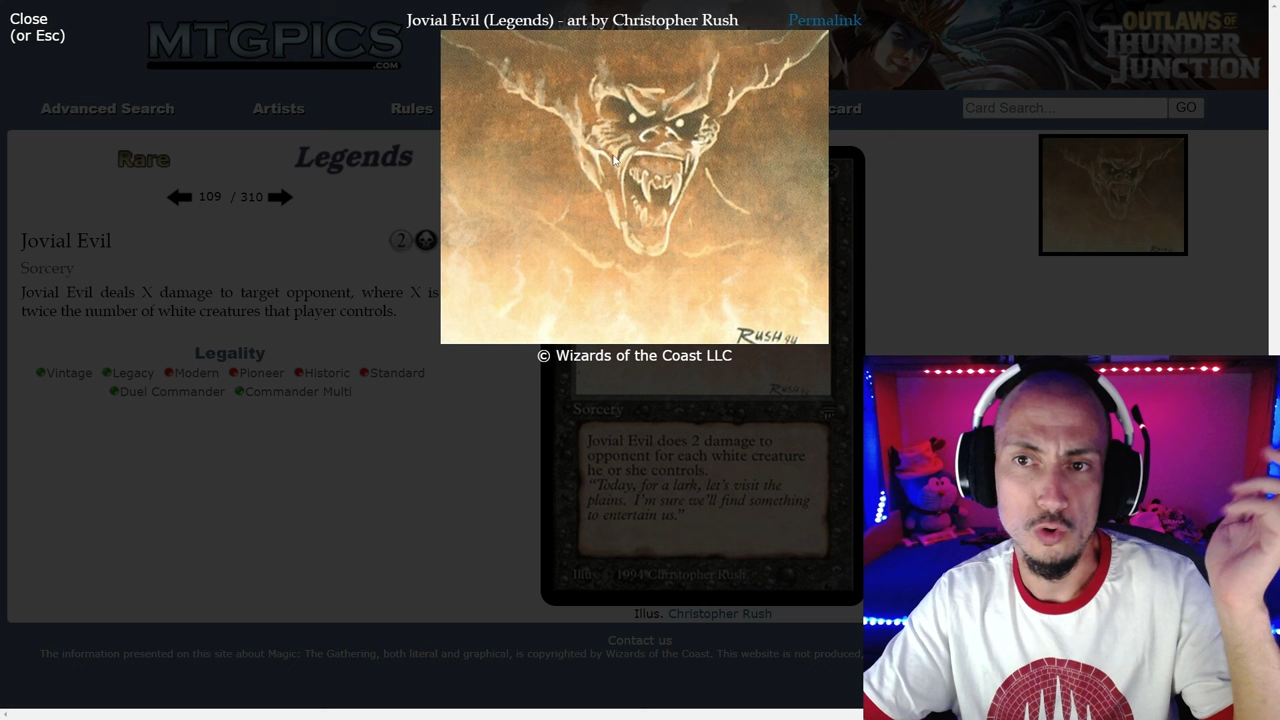 Close
(or Esc)
Jovial Evil (Legends) - art by Christopher Rush
Permalink
MTGPICS
.COM
OUTLAWS OF
THUNDER
JUNCTION
Advanced Search
Artists
Rules
card
Card Search...
GO
Rare
Legends
109 / 310
Jovial Evil
2
Sorcery
Jovial Evil deals X damage to target opponent, where X is
twice the number of white creatures that player controls.
Legality
Vintage Legacy Modern Pioneer Historic Standard
Duel Commander Commander Multi
RUSH 94
© Wizards of the Coast LLC
RUSH 94
Sorcery
Jovial Evil does 2 damage to
opponent for each white creature
he or she controls.
"Today, for a lark, let's visit the
plains. I'm sure we'll find something
to entertain us."
Illus. © 1994 Christopher Rush
Illus. Christopher Rush
Contact us
The information presented on this site about Magic: The Gathering, both literal and graphical, is copyrighted by Wizards of the Coast. This website is not produced,